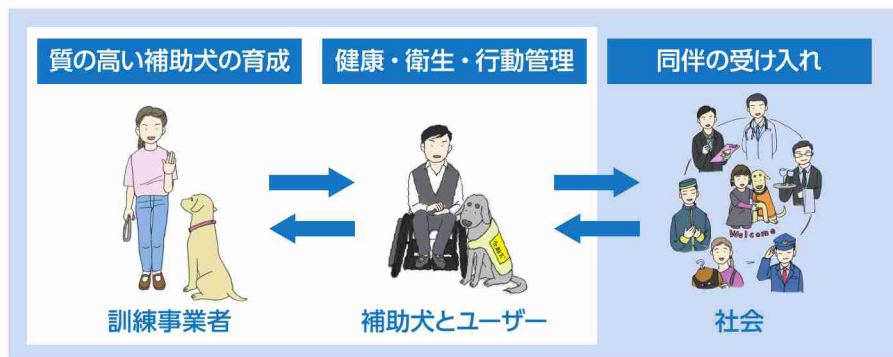 質の高い補助犬の育成
健康・衛生・行動管理
同伴の受け入れ
Welcome
訓練事業者
補助犬とユーザー
社会